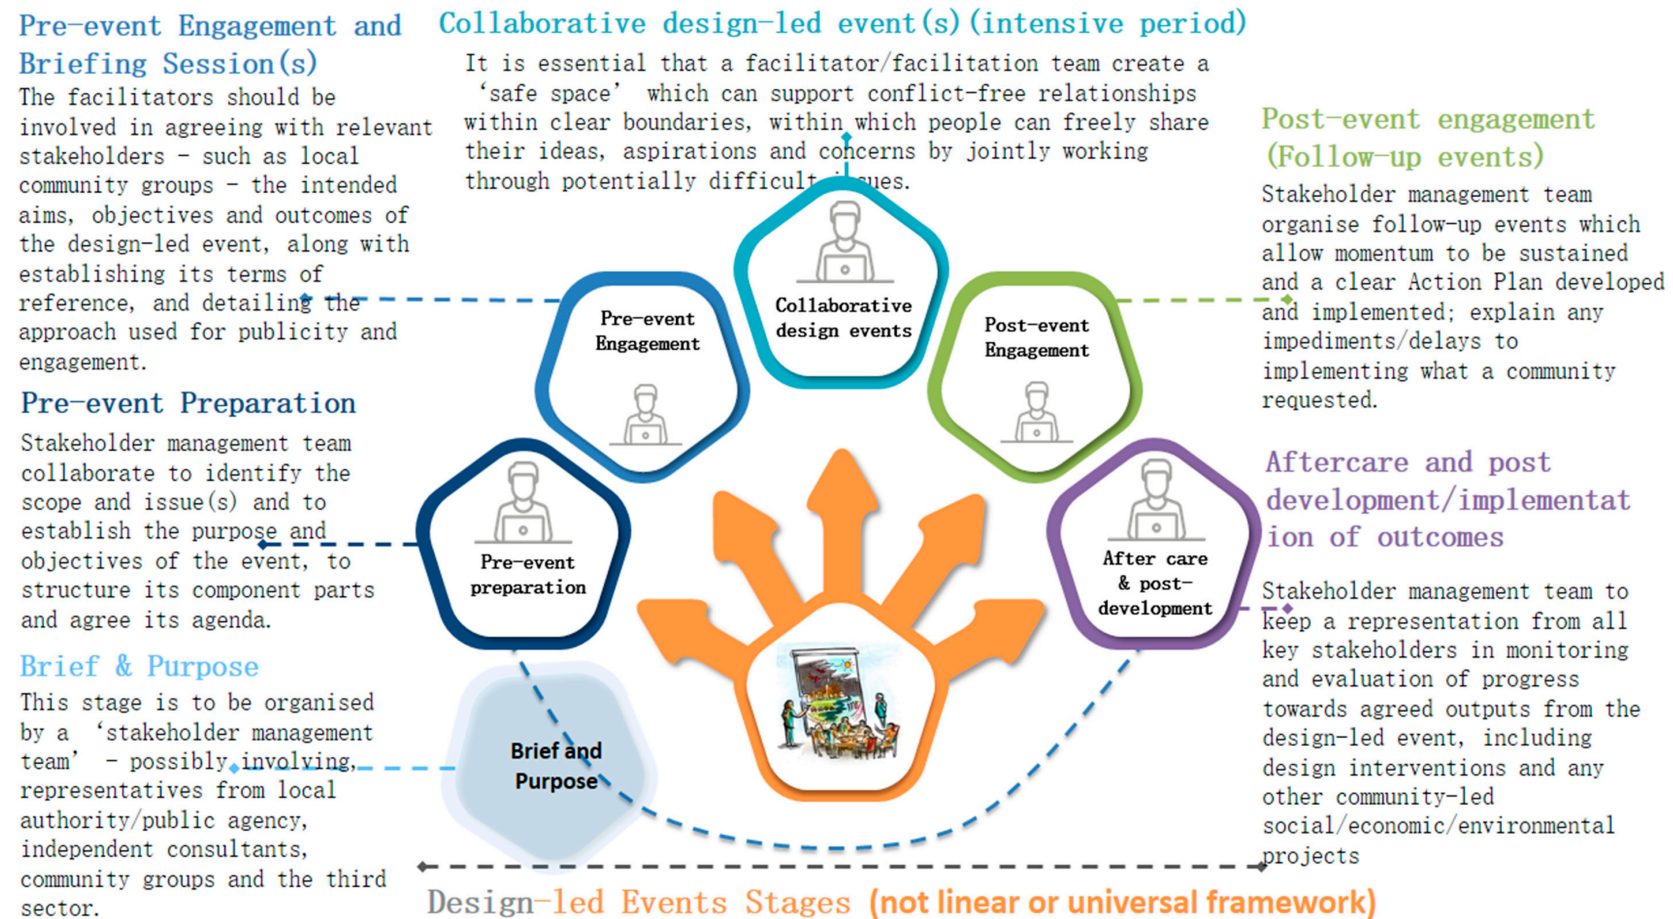 Pre-event Engagement and
Briefing Session(s)
The facilitators should be
involved in agreeing with relevant
stakeholders – such as local
community groups – the intended
aims, objectives and outcomes of
the design-led event, along with
establishing its terms of
reference, and detailing the
approach used for publicity and
engagement.
Pre-event Preparation
Stakeholder management team
collaborate to identify the
scope and issue(s) and to
establish the purpose and
objectives of the event, to
structure its component parts
and agree its agenda.
Brief & Purpose
This stage is to be organised
by a ‘stakeholder management
team’ – possibly involving,
representatives from local
authority/public agency,
independent consultants,
community groups and the third
sector.
Collaborative design-led event(s)(intensive period)
It is essential that a facilitator/facilitation team create a
‘safe space’ which can support conflict-free relationships
within clear boundaries, within which people can freely share
their ideas, aspirations and concerns by jointly working
through potentially difficult issues.
Collaborative
design events
Pre-event
Engagement
Post-event
Engagement
Pre-event
preparation
After care
& post-
development
Brief and
Purpose
Post-event engagement
(Follow-up events)
Stakeholder management team
organise follow-up events which
allow momentum to be sustained
and a clear Action Plan developed
and implemented; explain any
impediments/delays to
implementing what a community
requested.
Aftercare and post
development/implementat
ion of outcomes
Stakeholder management team to
keep a representation from all
key stakeholders in monitoring
and evaluation of progress
towards agreed outputs from the
design-led event, including
design interventions and any
other community-led
social/economic/environmental
projects
Design-led Events Stages (not linear or universal framework)